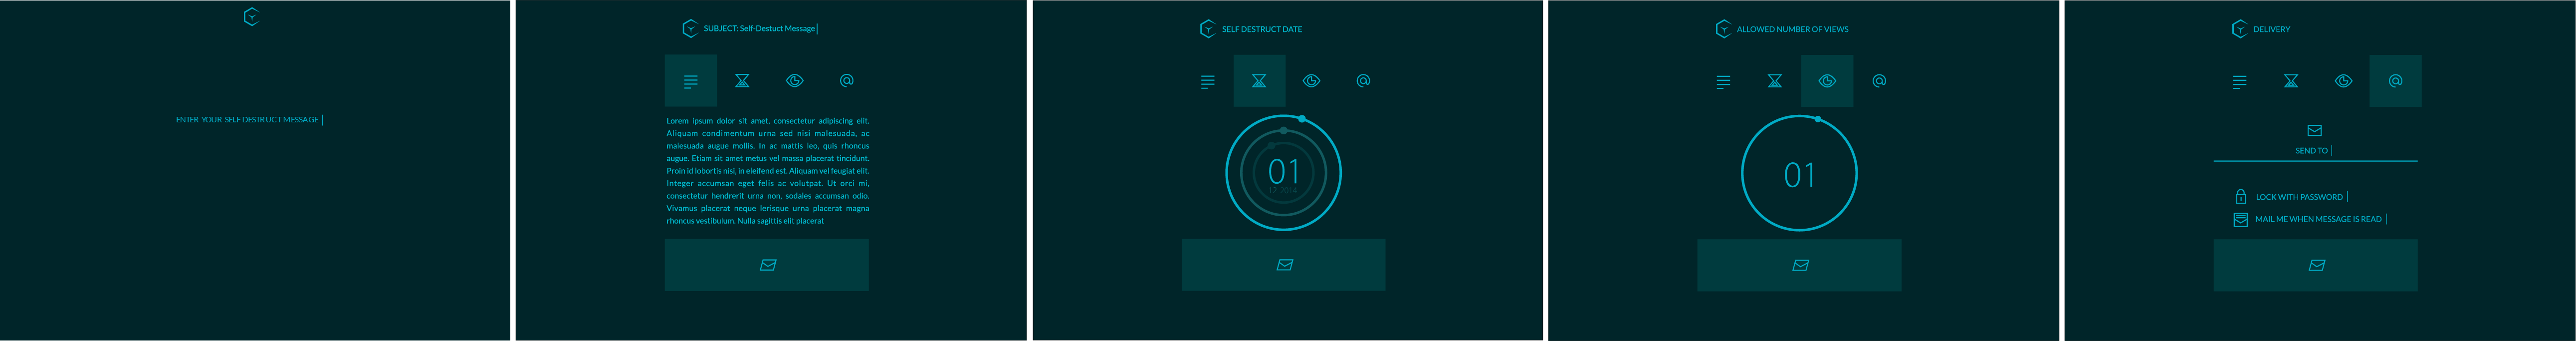 ENTER YOUR SELF DESTRUCT MESSAGE
SUBJECT: Self-Destuct Message
Lorem ipsum dolor sit amet, consectetur adipiscing elit.
Aliquam condimentum urna sed nisi malesuada, ac
malesuada augue mollis. In ac mattis leo, quis rhoncus
augue. Etiam sit amet metus vel massa placerat tincidunt.
Proin id lobortis nisi, in eleifend est. Aliquam vel feugiat elit.
Integer accumsan eget felis ac volutpat. Ut orci mi,
consectetur hendrerit urna non, sodales accumsan odio.
Vivamus placerat neque lerisque urna placerat magna
rhoncus vestibulum. Nulla sagittis elit placerat
SELF DESTRUCT DATE
01
12 2014
ALLOWED NUMBER OF VIEWS
01
DELIVERY
SEND TO
LOCK WITH PASSWORD
MAIL ME WHEN MESSAGE IS READ